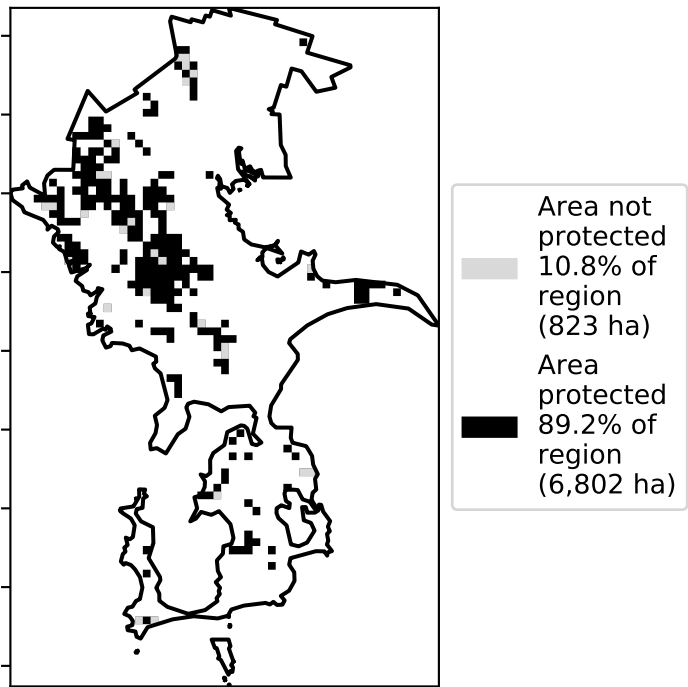 Area not
protected
10.8% of
region
(823 ha)
Area
protected
89.2% of
region
(6,802 ha)